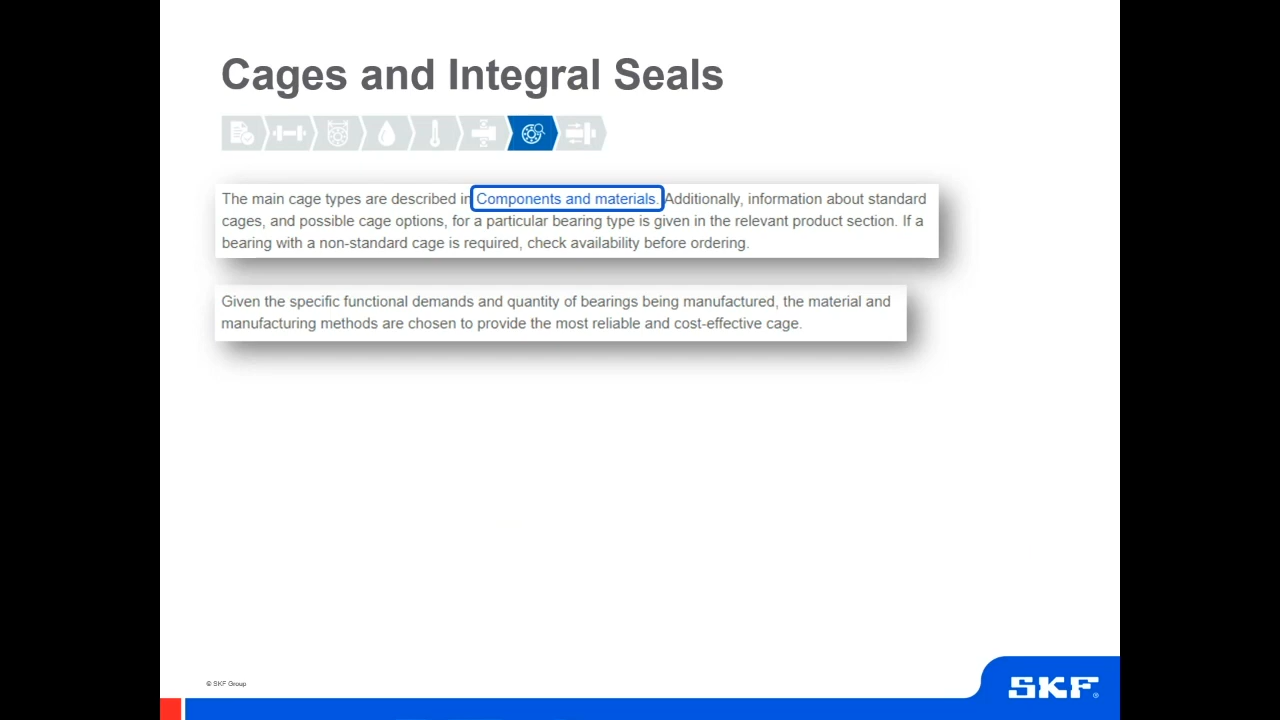 Cages and Integral Seals
The main cage types are described in Components and materials. Additionally, information about standard
cages, and possible cage options, for a particular bearing type is given in the relevant product section. If a
bearing with a non-standard cage is required, check availability before ordering.
Given the specific functional demands and quantity of bearings being manufactured, the material and
manufacturing methods are chosen to provide the most reliable and cost-effective cage.
© SKF Group
SKF®